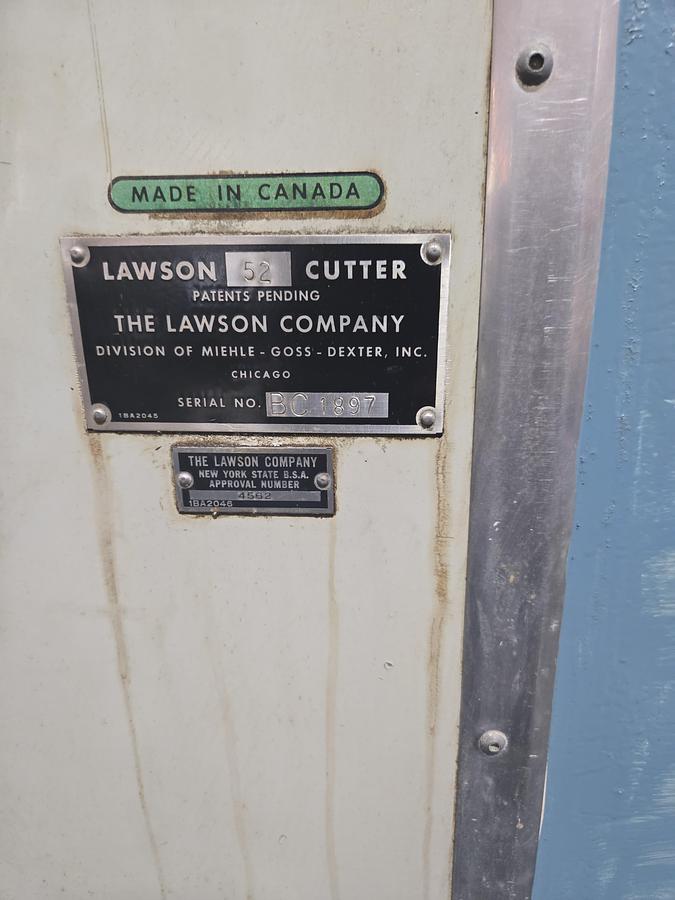 MADE IN CANADA
LAWSON 52 CUTTER
PATENTS PENDING
THE LAWSON COMPANY
DIVISION OF MIEHLE - GOSS - DEXTER, INC.
CHICAGO
SERIAL NO. BC 1897
1BA2045
THE LAWSON COMPANY
NEW YORK STATE B.S.A.
APPROVAL NUMBER
4562
1BA2046